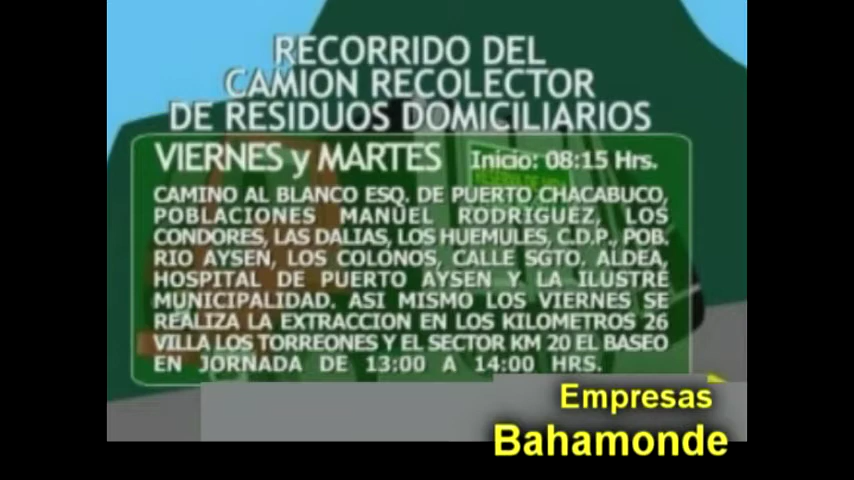 RECORRIDO DEL
CAMION RECOLECTOR
DE RESIDUOS DOMICILIARIOS
VIERNES y MARTES Inicio: 08:15 Hrs.
CAMINO AL BLANCO ESQ. DE PUERTO CHACABUCO,
POBLACIONES MANUEL RODRIGUEZ, LOS
CONDORES, LAS DALIAS, LOS HUEMULES, C.D.P., POB.
RIO AYSEN, LOS COLONOS, CALLE SGTO. ALDEA,
HOSPITAL DE PUERTO AYSEN Y LA ILUSTRE
MUNICIPALIDAD. ASI MISMO LOS VIERNES SE
REALIZA LA EXTRACCION EN LOS KILOMETROS 26
VILLA LOS TORREONES Y EL SECTOR KM 20 EL BASEO
EN JORNADA DE 13:00 A 14:00 HRS.
Empresas
Bahamonde